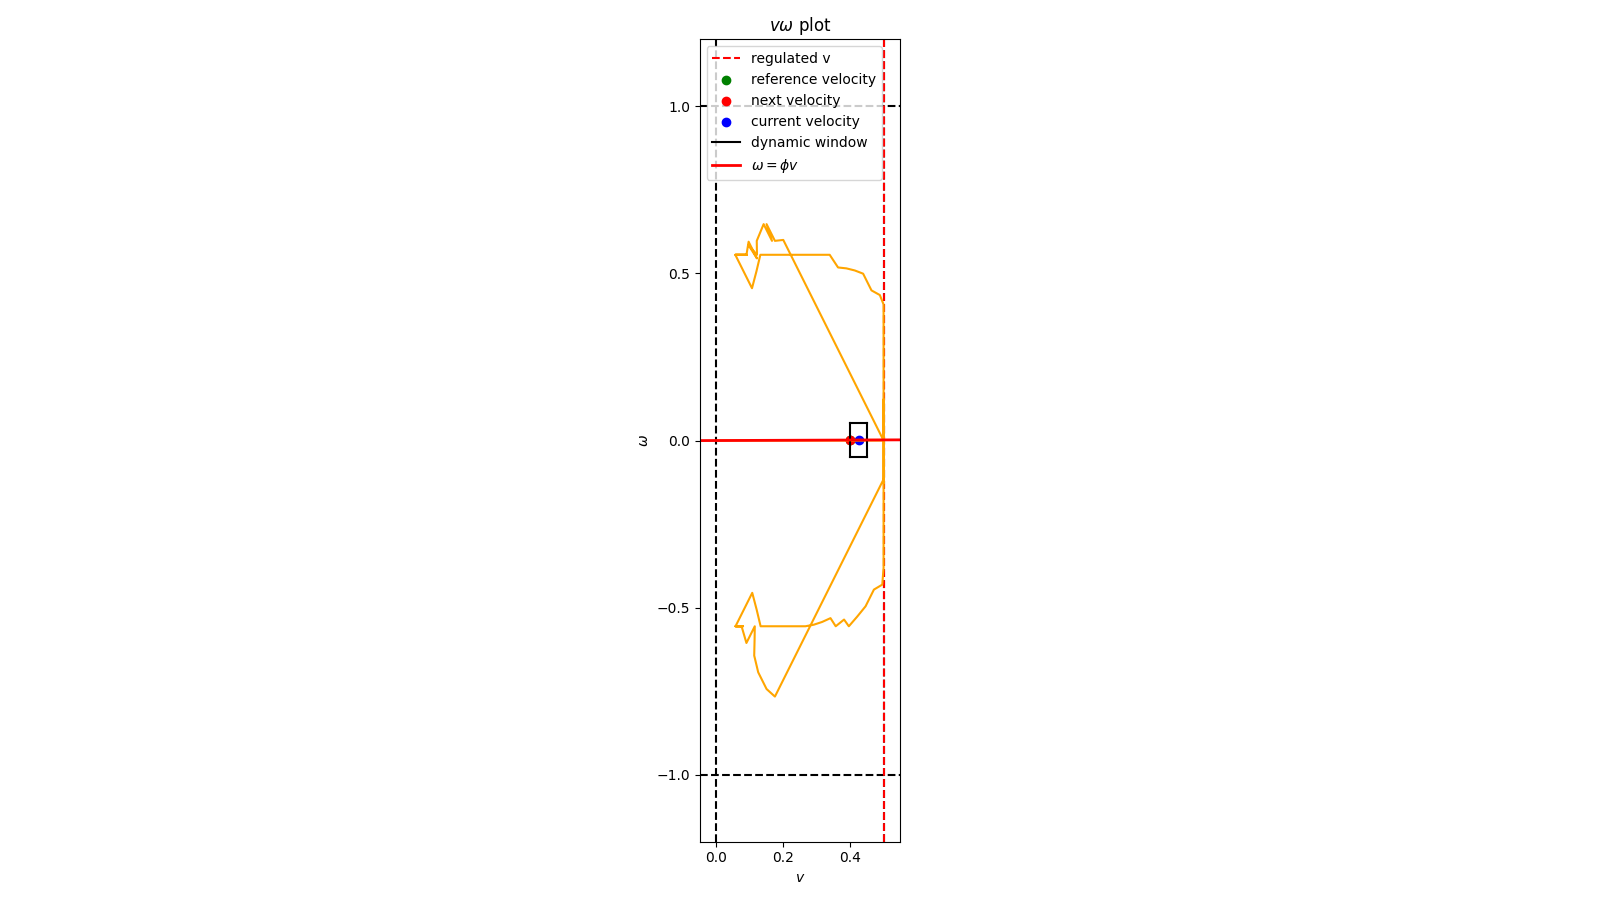 vω plot
regulated v
reference velocity
next velocity
current velocity
dynamic window
ω = ϕv
1.0
0.5
0.0
−0.5
−1.0
ω
0.0 0.2 0.4
v